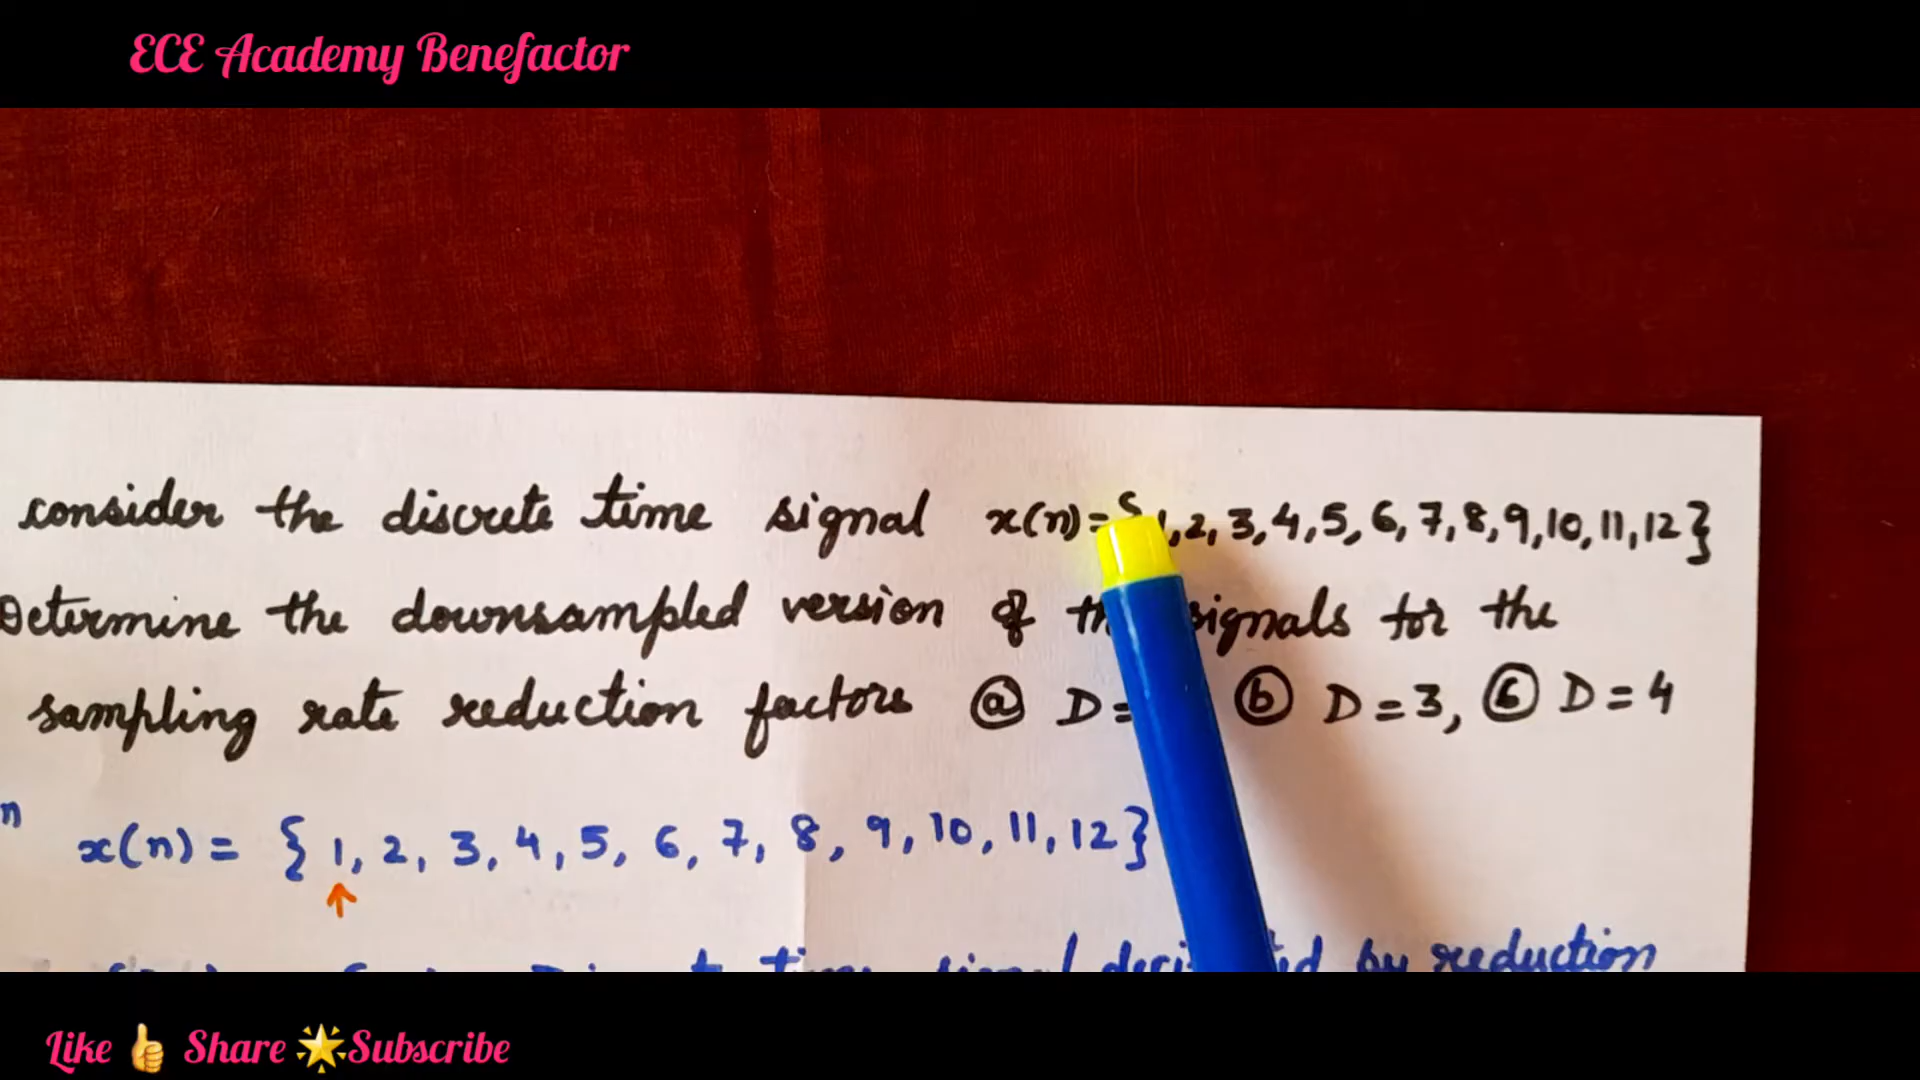 ECE Academy Benefactor
consider the discrete time signal x(n)={1,2,3,4,5,6,7,8,9,10,11,12}
Determine the downsampled version of signals for the
sampling rate reduction factors ⓐ D= ⓑ D=3, ⓒ D=4
n x(n) = { 1, 2, 3, 4, 5, 6, 7, 8, 9, 10, 11, 12}
↑
signal by reduction
Like 👍 Share 🌟Subscribe